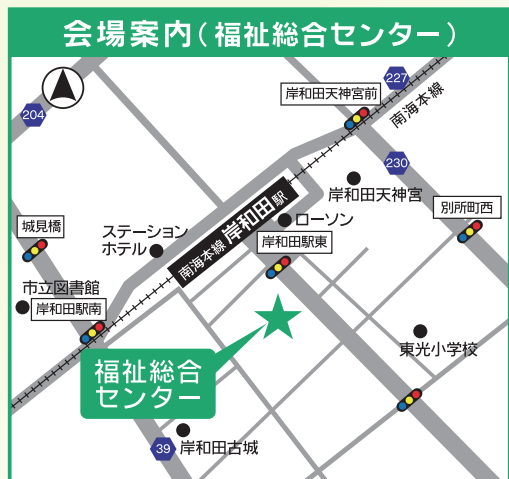 会場案内（福祉総合センター）
227
岸和田天神宮前
南海本線
204
230
岸和田天神宮
城見橋
ステーション
ホテル
南海本線 岸和田駅
ローソン
別所町西
岸和田駅東
市立図書館
岸和田駅南
東光小学校
福祉総合
センター
39
岸和田古城